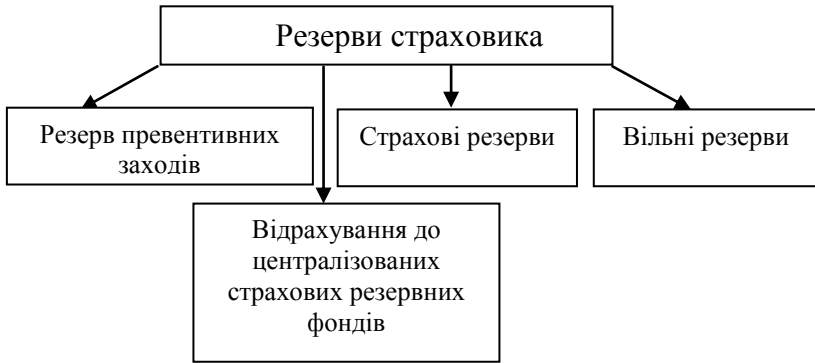 Резерви страховика
Резерв превентивних
заходів
Страхові резерви
Вільні резерви
Відрахування до
централізованих
страхових резервних
фондів